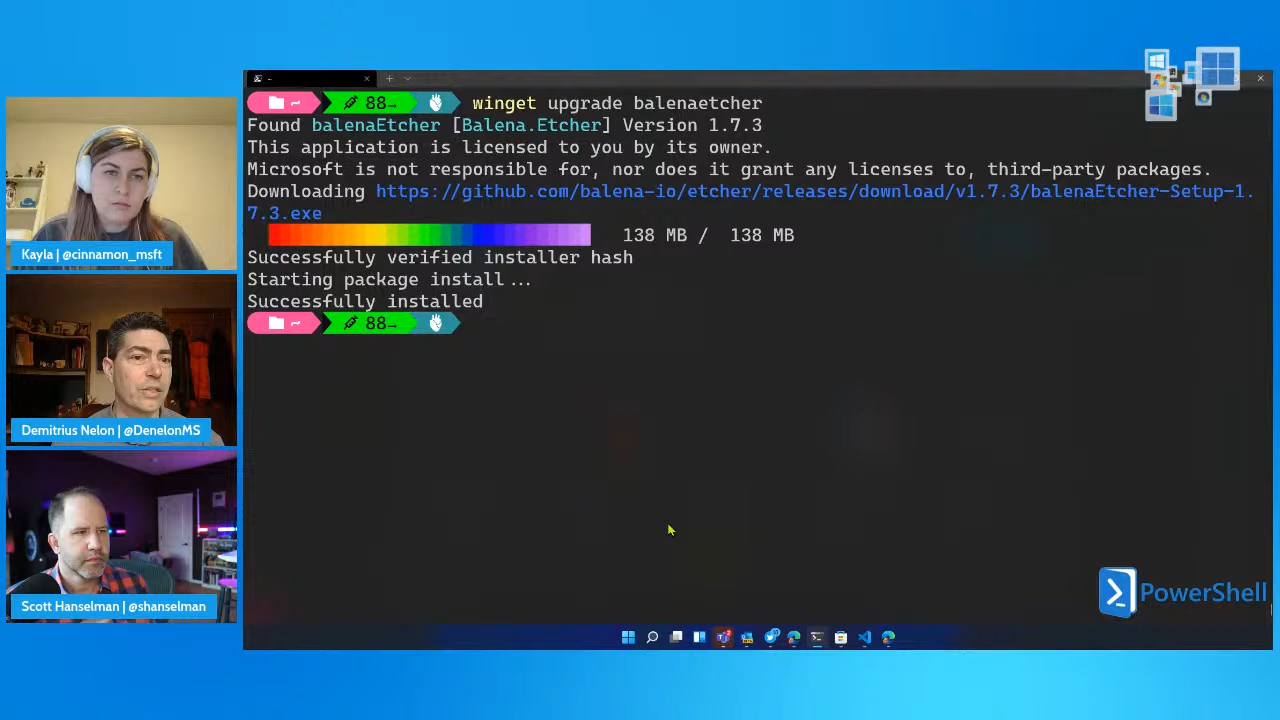 ~
88→
winget upgrade balenaetcher
Found balenaEtcher [Balena.Etcher] Version 1.7.3
This application is licensed to you by its owner.
Microsoft is not responsible for, nor does it grant any licenses to, third-party packages.
Downloading https://github.com/balena-io/etcher/releases/download/v1.7.3/balenaEtcher-Setup-1.
7.3.exe
138 MB / 138 MB
Successfully verified installer hash
Starting package install...
Successfully installed
~ 88→
Kayla | @cinnamon_msft
Demitrius Nelon | @DenelonMS
Scott Hanselman | @shanselman
PowerShell